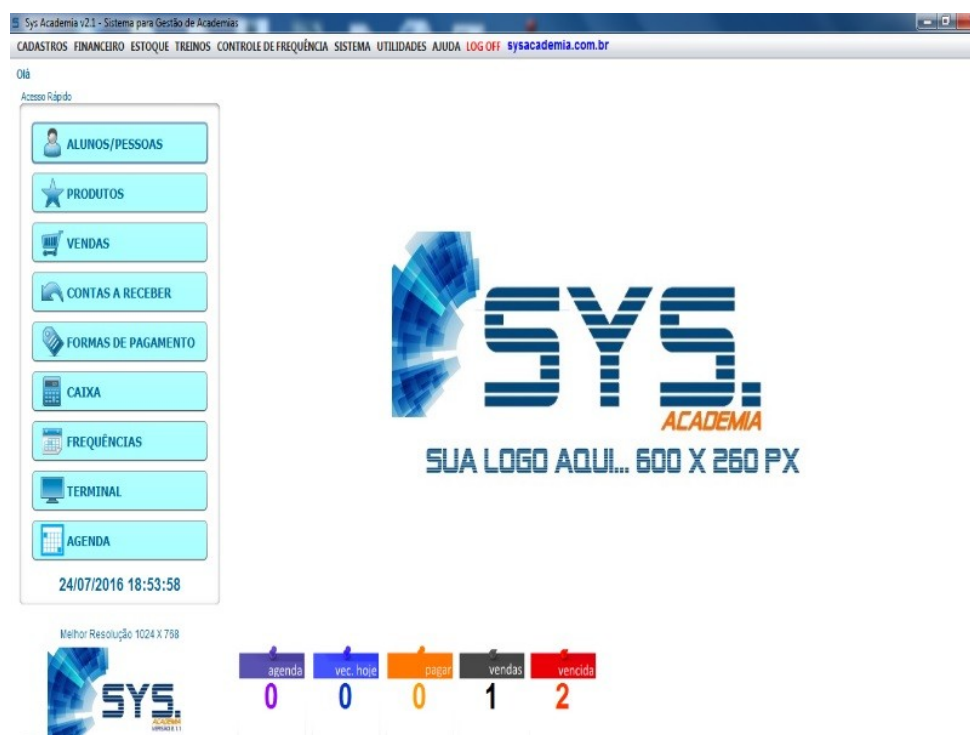 Sys Academia v2.1 - Sistema para Gestão de Academias
CADASTROS FINANCEIRO ESTOQUE TREINOS CONTROLE DE FREQUÊNCIA SISTEMA UTILIDADES AJUDA LOG OFF sysacademia.com.br
Olá
Acesso Rápido
ALUNOS/PESSOAS
PRODUTOS
VENDAS
CONTAS A RECEBER
FORMAS DE PAGAMENTO
CAIXA
FREQUÊNCIAS
TERMINAL
AGENDA
24/07/2016 18:53:58
SYS.
ACADEMIA
SUA LOGO AQUI... 600 X 260 PX
Melhor Resolução 1024 X 768
SYS.
ACADEMIA
agenda vec. hoje pagar vendas vencida
0 0 0 1 2